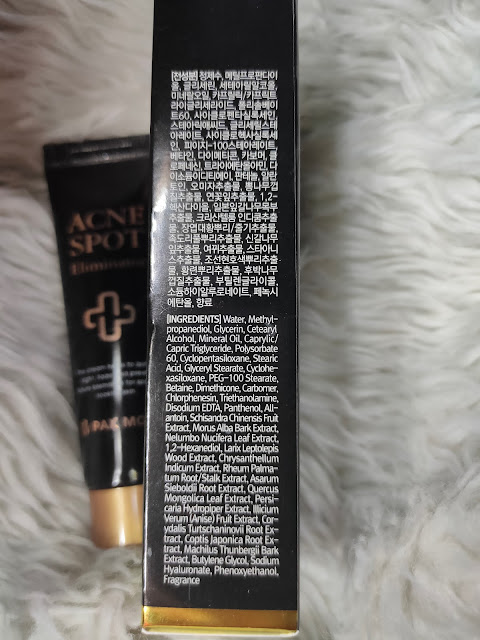 [전성분] 정제수, 메틸프로판다이
올, 글리세린, 세테아릴알코올,
미네랄오일, 카프릴릭/카프릭트
라이글리세라이드, 폴리솔베이
트60, 사이클로펜타실록세인,
스테아릭애씨드, 글리세릴스테
아레이트, 사이클로헥사실록세
인, 피이지-100스테아레이트,
베타인, 다이메티콘, 카보머, 클
로페네신, 트라이에탄올아민, 다
이소듐이디티에이, 판테놀, 알란
토인, 오미자추출물, 뽕나무껍
질추출물, 연꽃잎추출물, 1,2-
헥산다이올, 일본잎갈나무목부
추출물, 크리산텔룸 인디쿰추출
물, 장엽대황뿌리/줄기추출물,
족도리풀뿌리추출물, 신갈나무
잎추출물, 여뀌추출물, 스타아니
스추출물, 조선현호색뿌리추출
물, 황련뿌리추출물, 후박나무
껍질추출물, 부틸렌글라이콜,
소듐하이알루로네이트, 페녹시
에탄올, 향료
[INGREDIENTS] Water, Methyl-
propanediol, Glycerin, Cetearyl
Alcohol, Mineral Oil, Caprylic/
Capric Triglyceride, Polysorbate
60, Cyclopentasiloxane, Stearic
Acid, Glyceryl Stearate, Cyclohe-
xasiloxane, PEG-100 Stearate,
Betaine, Dimethicone, Carbomer,
Chlorphenesin, Triethanolamine,
Disodium EDTA, Panthenol, All-
antoin, Schisandra Chinensis Fruit
Extract, Morus Alba Bark Extract,
Nelumbo Nucifera Leaf Extract,
1,2-Hexanediol, Larix Leptolepis
Wood Extract, Chrysanthellum
Indicum Extract, Rheum Palma-
tum Root/Stalk Extract, Asarum
Sieboldii Root Extract, Quercus
Mongolica Leaf Extract, Persi-
caria Hydropiper Extract, Illicium
Verum (Anise) Fruit Extract, Cor-
ydalis Turtschaninovii Root Ex-
tract, Coptis Japonica Root Ex-
tract, Machilus Thunbergii Bark
Extract, Butylene Glycol, Sodium
Hyaluronate, Phenoxyethanol,
Fragrance
ACNE
SPOTS